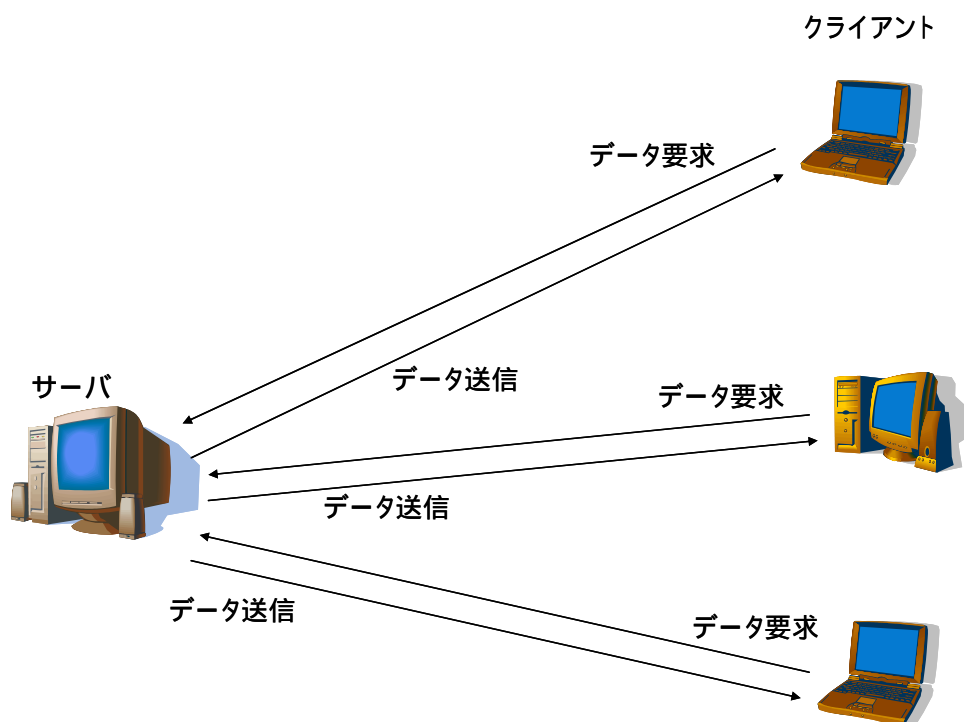 クライアント
データ要求
データ送信
サーバ
データ要求
データ送信
データ送信
データ要求